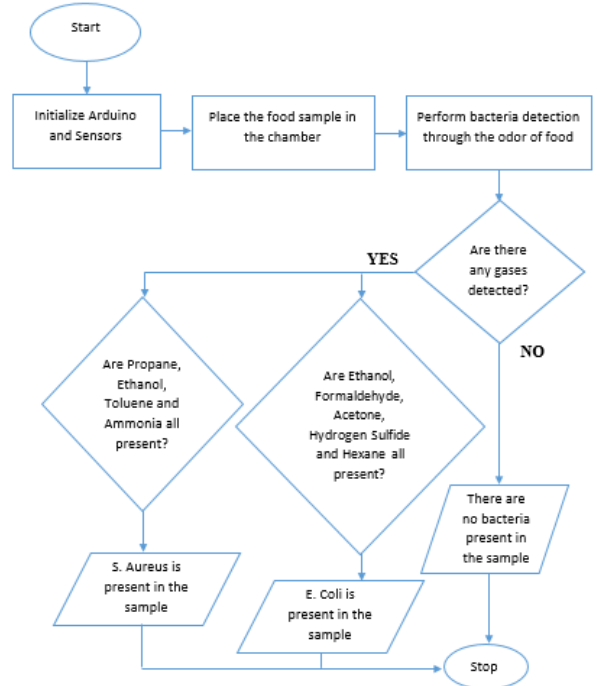 Start
Initialize Arduino
and Sensors
Place the food sample in
the chamber
Perform bacteria detection
through the odor of food
Are there
any gases
detected?
YES
NO
Are Propane,
Ethanol,
Toluene and
Ammonia all
present?
Are Ethanol,
Formaldehyde,
Acetone,
Hydrogen Sulfide
and Hexane all
present?
There are
no bacteria
present in
the sample
S. Aureus is
present in the
sample
E. Coli is
present in the
sample
Stop